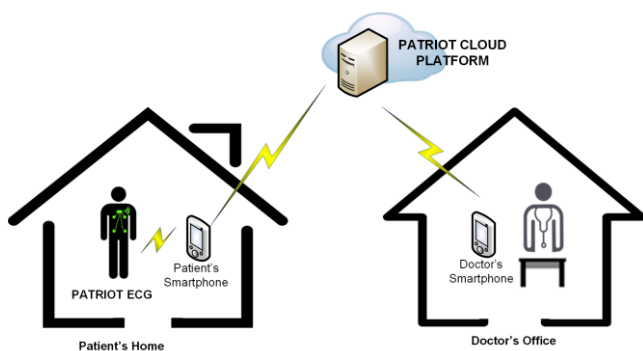 PATRIOT CLOUD
PLATFORM
Patient's
Smartphone
PATRIOT ECG
Patient's Home
Doctor's
Smartphone
Doctor's Office